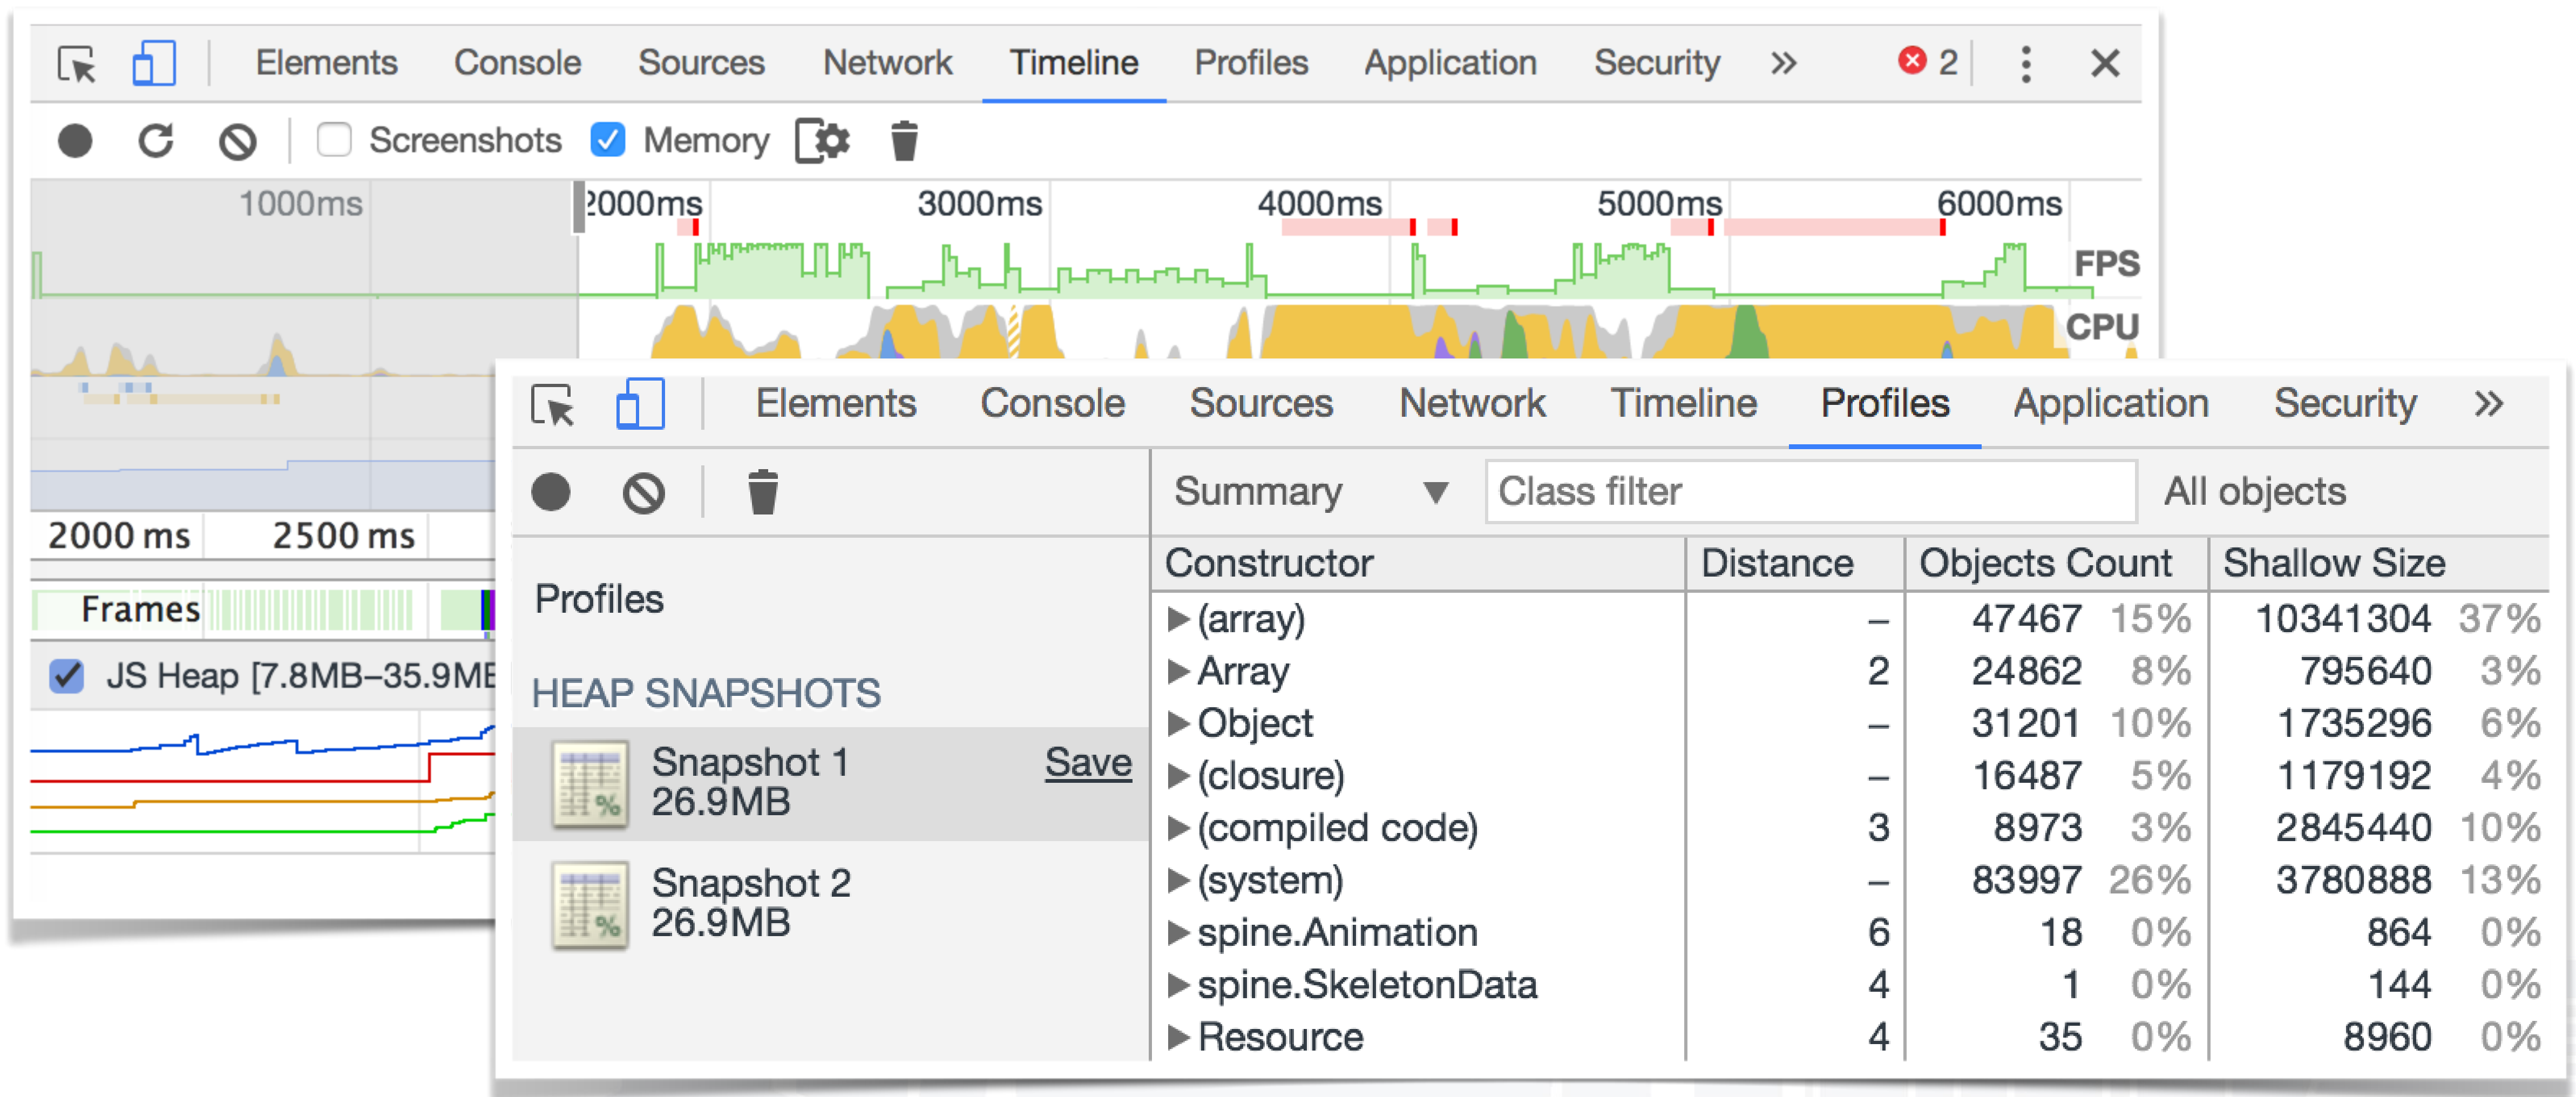 Elements Console Sources Network Timeline Profiles Application Security » 2
Screenshots Memory
1000ms 2000ms 3000ms 4000ms 5000ms 6000ms
FPS
CPU
2000 ms 2500 ms
Frames
JS Heap [7.8MB–35.9MB
Elements Console Sources Network Timeline Profiles Application Security »
Summary ▼ Class filter All objects
Profiles
HEAP SNAPSHOTS
Snapshot 1 Save
26.9MB
Snapshot 2
26.9MB
Constructor Distance Objects Count Shallow Size
(array) – 47467 15% 10341304 37%
Array 2 24862 8% 795640 3%
Object – 31201 10% 1735296 6%
(closure) – 16487 5% 1179192 4%
(compiled code) 3 8973 3% 2845440 10%
(system) – 83997 26% 3780888 13%
spine.Animation 6 18 0% 864 0%
spine.SkeletonData 4 1 0% 144 0%
Resource 4 35 0% 8960 0%